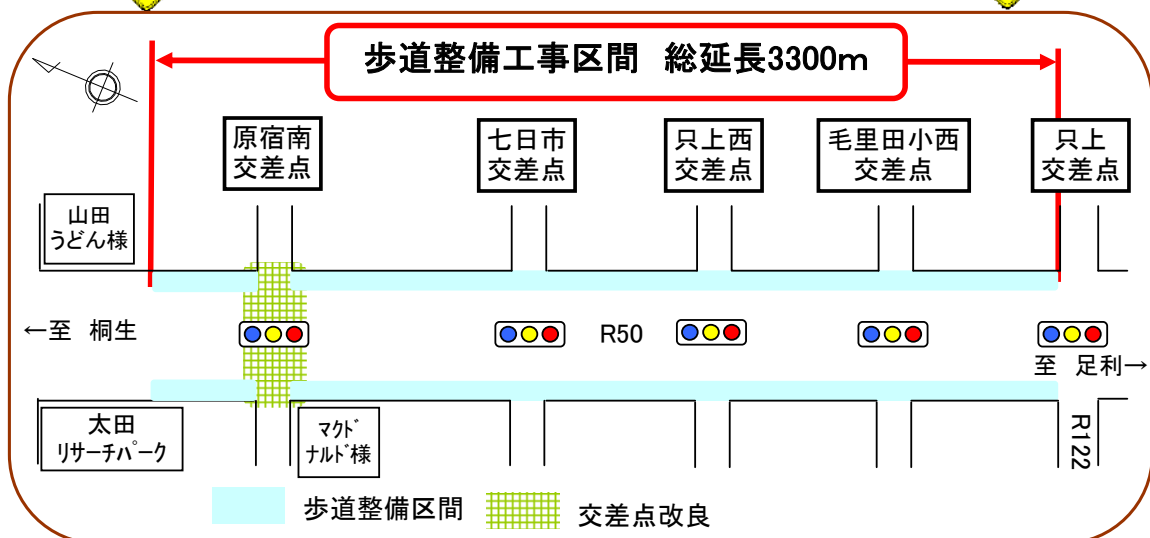 歩道整備工事区間 総延長3300m
原宿南
交差点
七日市
交差点
只上西
交差点
毛里田小西
交差点
只上
交差点
山田
うどん様
←至 桐生
R50
至 足利→
太田
ﾘｻｰﾁﾊﾟｰｸ
ﾏｸﾄﾞ
ﾅﾙﾄﾞ様
R122
歩道整備区間
交差点改良